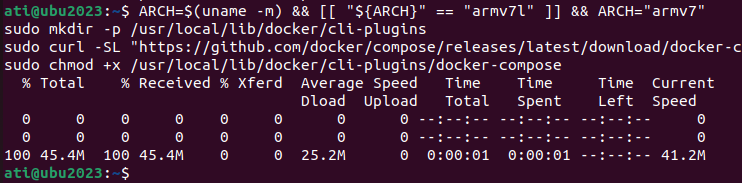 ati@ubu2023:~$ ARCH=$(uname -m) && [[ "${ARCH}" == "armv7l" ]] && ARCH="armv7"
sudo mkdir -p /usr/local/lib/docker/cli-plugins
sudo curl -SL "https://github.com/docker/compose/releases/latest/download/docker-c
sudo chmod +x /usr/local/lib/docker/cli-plugins/docker-compose
% Total % Received % Xferd Average Speed Time Time Time Current
Dload Upload Total Spent Left Speed
0 0 0 0 0 0 0 0 --:--:-- --:--:-- --:--:-- 0
0 0 0 0 0 0 0 0 --:--:-- --:--:-- --:--:-- 0
100 45.4M 100 45.4M 0 0 25.2M 0 0:00:01 0:00:01 --:--:-- 41.2M
ati@ubu2023:~$